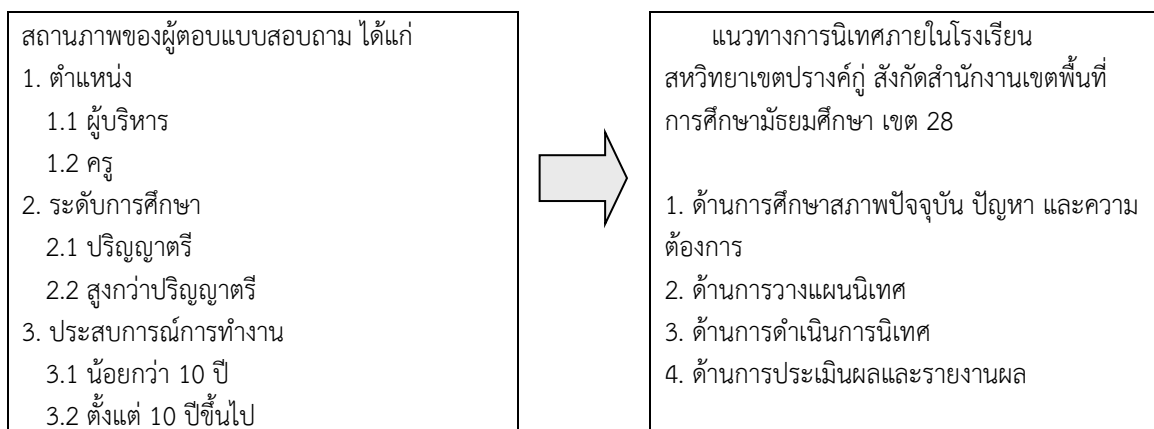 สถานภาพของผู้ตอบแบบสอบถาม ได้แก่
1. ตำแหน่ง
1.1 ผู้บริหาร
1.2 ครู
2. ระดับการศึกษา
2.1 ปริญญาตรี
2.2 สูงกว่าปริญญาตรี
3. ประสบการณ์การทำงาน
3.1 น้อยกว่า 10 ปี
3.2 ตั้งแต่ 10 ปีขึ้นไป
แนวทางการนิเทศภายในโรงเรียน
สหวิทยาเขตปรางค์กู่ สังกัดสำนักงานเขตพื้นที่
การศึกษามัธยมศึกษา เขต 28
1. ด้านการศึกษาสภาพปัจจุบัน ปัญหา และความ
ต้องการ
2. ด้านการวางแผนนิเทศ
3. ด้านการดำเนินการนิเทศ
4. ด้านการประเมินผลและรายงานผล